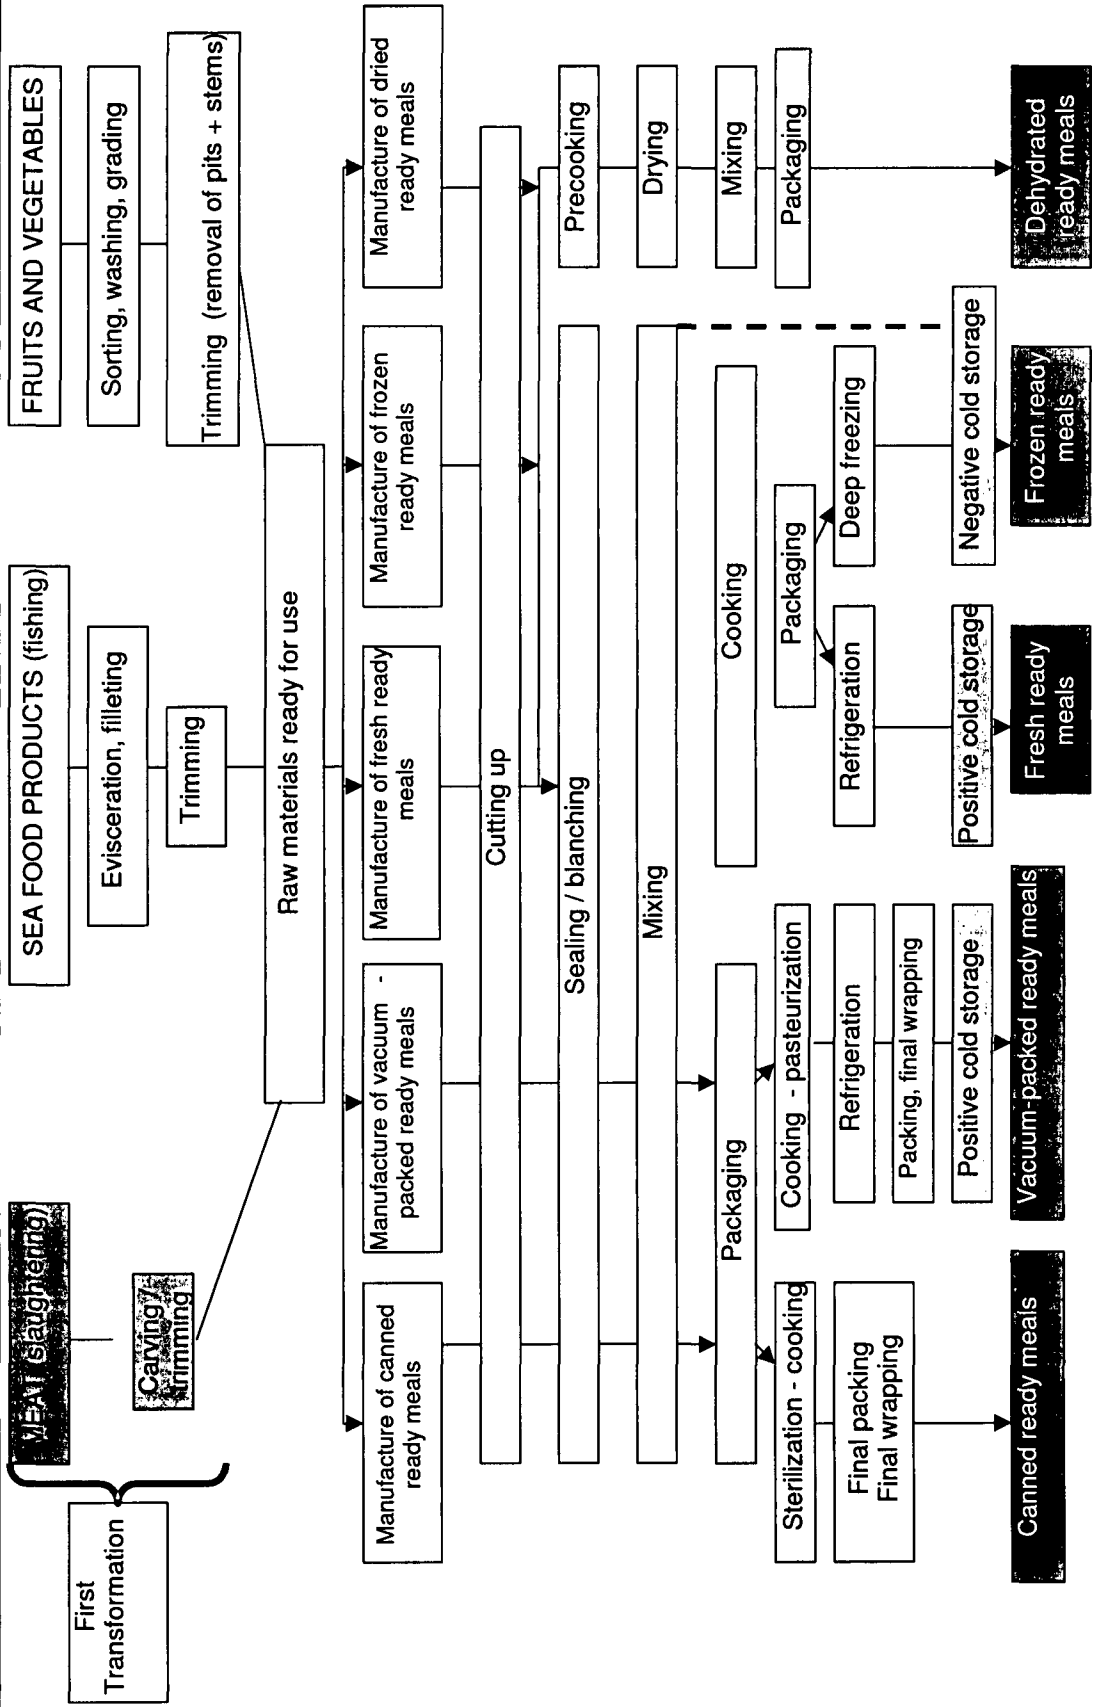 First
Transformation
MEAT (slaughtering)
Carving /
trimming
SEA FOOD PRODUCTS (fishing)
Evisceration, filleting
Trimming
FRUITS AND VEGETABLES
Sorting, washing, grading
Trimming (removal of pits + stems)
Raw materials ready for use
Manufacture of canned
ready meals
Manufacture of vacuum -
packed ready meals
Manufacture of fresh ready
meals
Manufacture of frozen
ready meals
Manufacture of dried
ready meals
Cutting up
Sealing / blanching
Precooking
Mixing
Drying
Packaging
Cooking
Mixing
Sterilization - cooking
Cooking - pasteurization
Packaging
Packaging
Final packing
Final wrapping
Refrigeration
Refrigeration
Deep freezing
Packing, final wrapping
Positive cold storage
Positive cold storage
Negative cold storage
Canned ready meals
Vacuum-packed ready meals
Fresh ready
meals
Frozen ready
meals
Dehydrated
ready meals